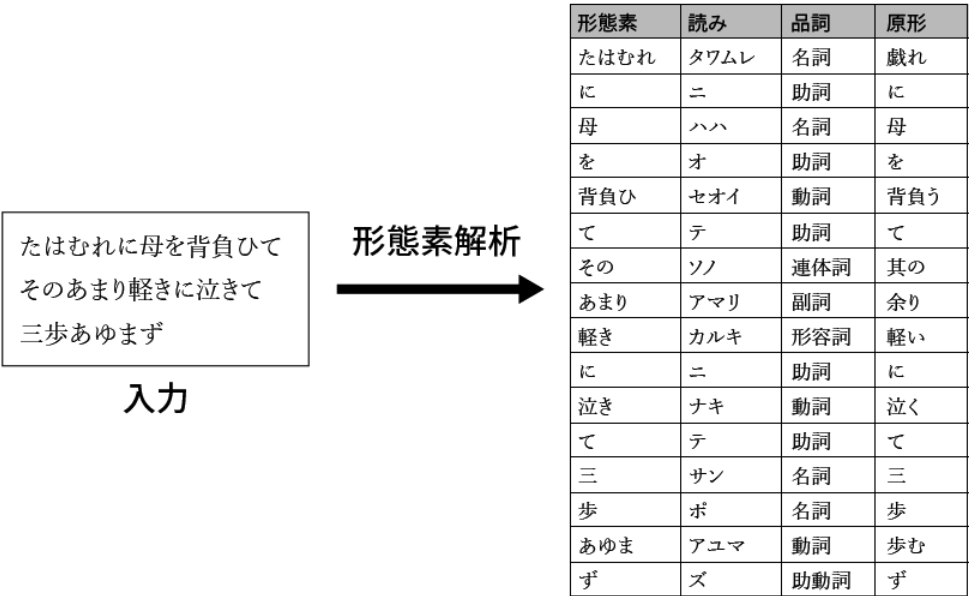 たはむれに母を背負ひて
そのあまり軽きに泣きて
三歩あゆまず
入力
形態素解析
形態素 読み 品詞 原形
たはむれ タワムレ 名詞 戯れ
に ニ 助詞 に
母 ハハ 名詞 母
を オ 助詞 を
背負ひ セオイ 動詞 背負う
て テ 助詞 て
その ソノ 連体詞 其の
あまり アマリ 副詞 余り
軽き カルキ 形容詞 軽い
に ニ 助詞 に
泣き ナキ 動詞 泣く
て テ 助詞 て
三 サン 名詞 三
歩 ポ 名詞 歩
あゆま アユマ 動詞 歩む
ず ズ 助動詞 ず